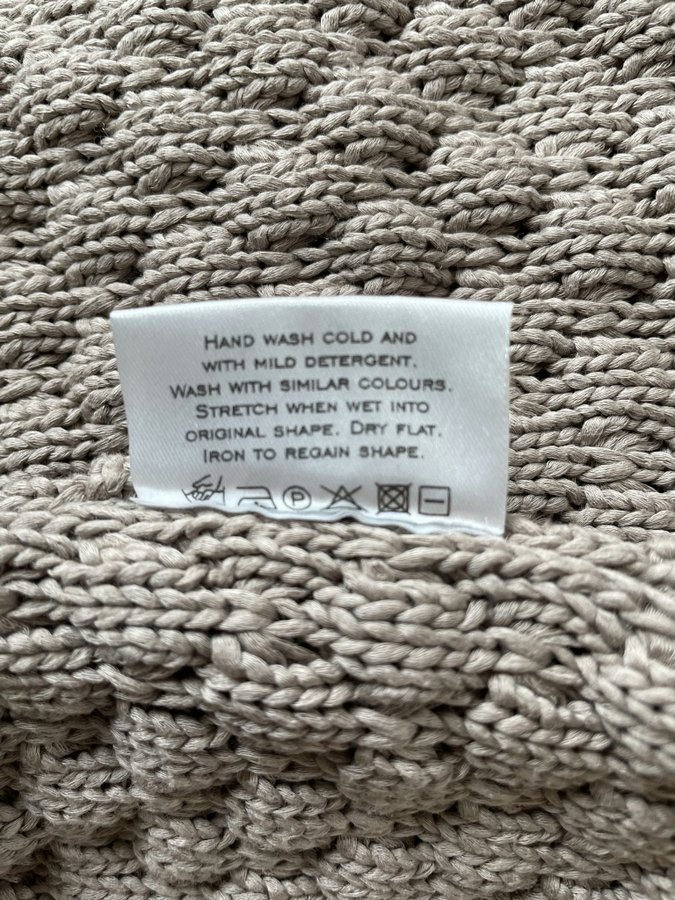 HAND WASH COLD AND
WITH MILD DETERGENT.
WASH WITH SIMILAR COLOURS.
STRETCH WHEN WET INTO
ORIGINAL SHAPE. DRY FLAT.
IRON TO REGAIN SHAPE.
P